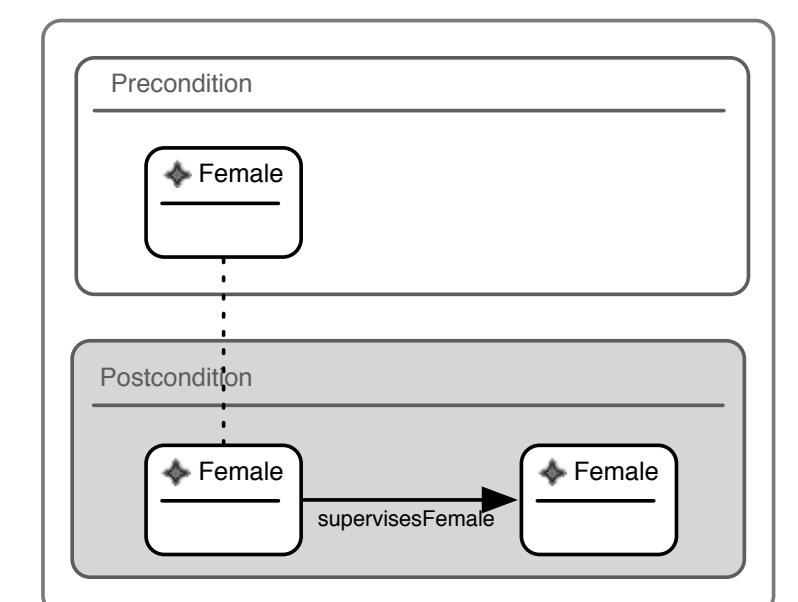 Precondition
Female
Postcondition
Female
Female
supervisesFemale